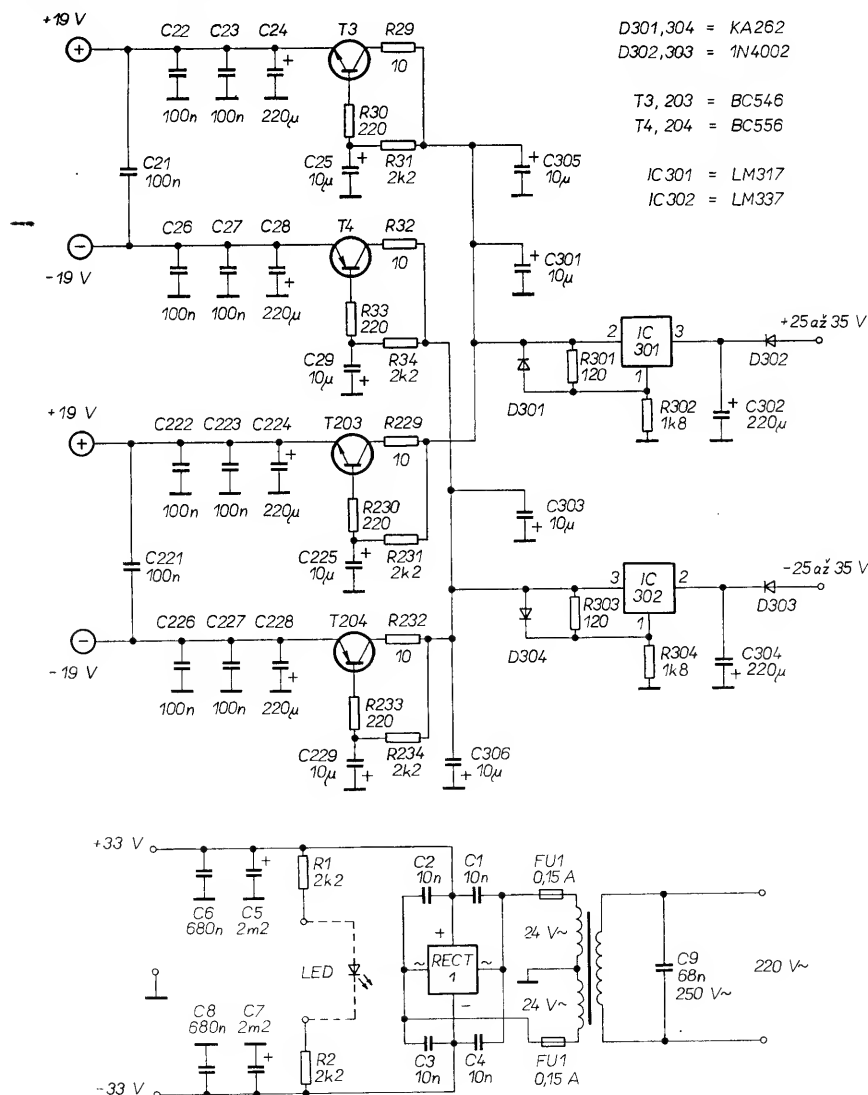 +19 V
C22
C23
C24
T3
R29
10
100n
100n
220µ
R30
220
C25
10µ
R31
2k2
C21
100n
C305
10µ
D301,304 = KA262
D302,303 = 1N4002
T3, 203 = BC546
T4, 204 = BC556
IC301 = LM317
IC302 = LM337
-19 V
C26
C27
C28
T4
R32
10
100n
100n
220µ
R33
220
C29
10µ
R34
2k2
C301
10µ
2
IC
301
3
1
+25 až 35 V
D302
R301
120
D301
R302
1k8
C302
220µ
+19 V
C222
C223
C224
T203
R229
10
100n
100n
220µ
R230
220
C225
10µ
R231
2k2
C221
100n
C303
10µ
3
IC
302
2
1
-25 až 35 V
D303
R303
120
D304
R304
1k8
C304
220µ
-19 V
C226
C227
C228
T204
R232
10
100n
100n
220µ
R233
220
C229
10µ
R234
2k2
C306
10µ
+33 V
C6
680n
C5
2m2
R1
2k2
C2
10n
C1
10n
FU1
0,15 A
LED
RECT
1
24 V~
24 V~
C9
68n
250 V~
220 V~
C8
680n
C7
2m2
R2
2k2
C3
10n
C4
10n
FU1
0,15 A
-33 V